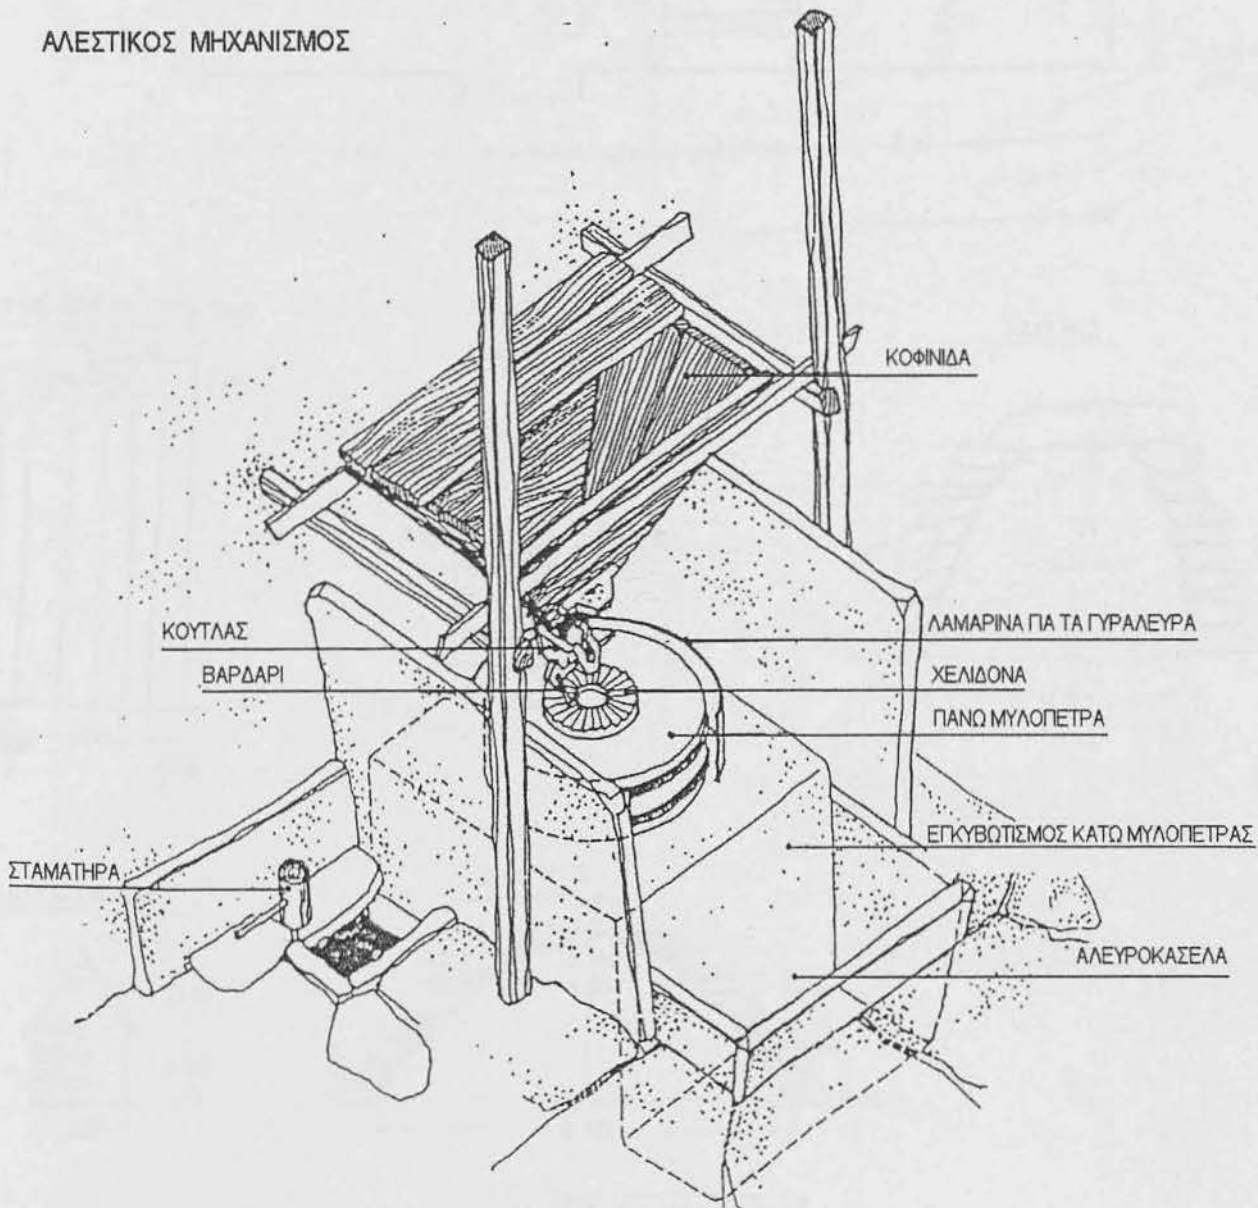 ΑΛΕΣΤΙΚΟΣ ΜΗΧΑΝΙΣΜΟΣ
ΚΟΦΙΝΙΔΑ
ΚΟΥΤΛΑΣ
ΛΑΜΑΡΙΝΑ ΓΙΑ ΤΑ ΓΥΡΑΛΕΥΡΑ
ΒΑΡΔΑΡΙ
ΧΕΛΙΔΟΝΑ
ΠΑΝΩ ΜΥΛΟΠΕΤΡΑ
ΕΓΚΥΒΩΤΙΣΜΟΣ ΚΑΤΩ ΜΥΛΟΠΕΤΡΑΣ
ΣΤΑΜΑΤΗΡΑ
ΑΛΕΥΡΟΚΑΣΕΛΑ